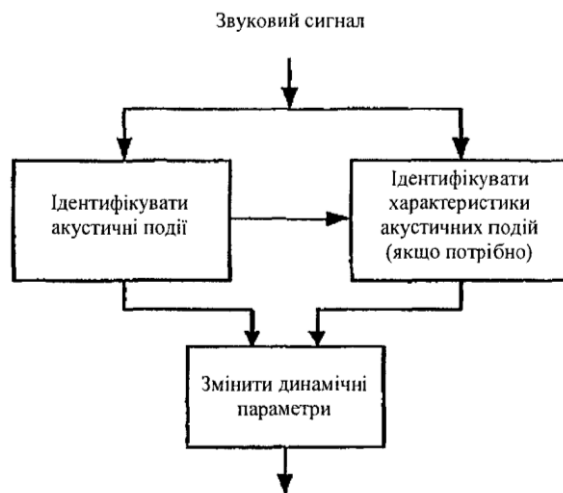 Звуковий сигнал
Ідентифікувати
акустичні події
Ідентифікувати
характеристики
акустичних подій
(якщо потрібно)
Змінити динамічні
параметри